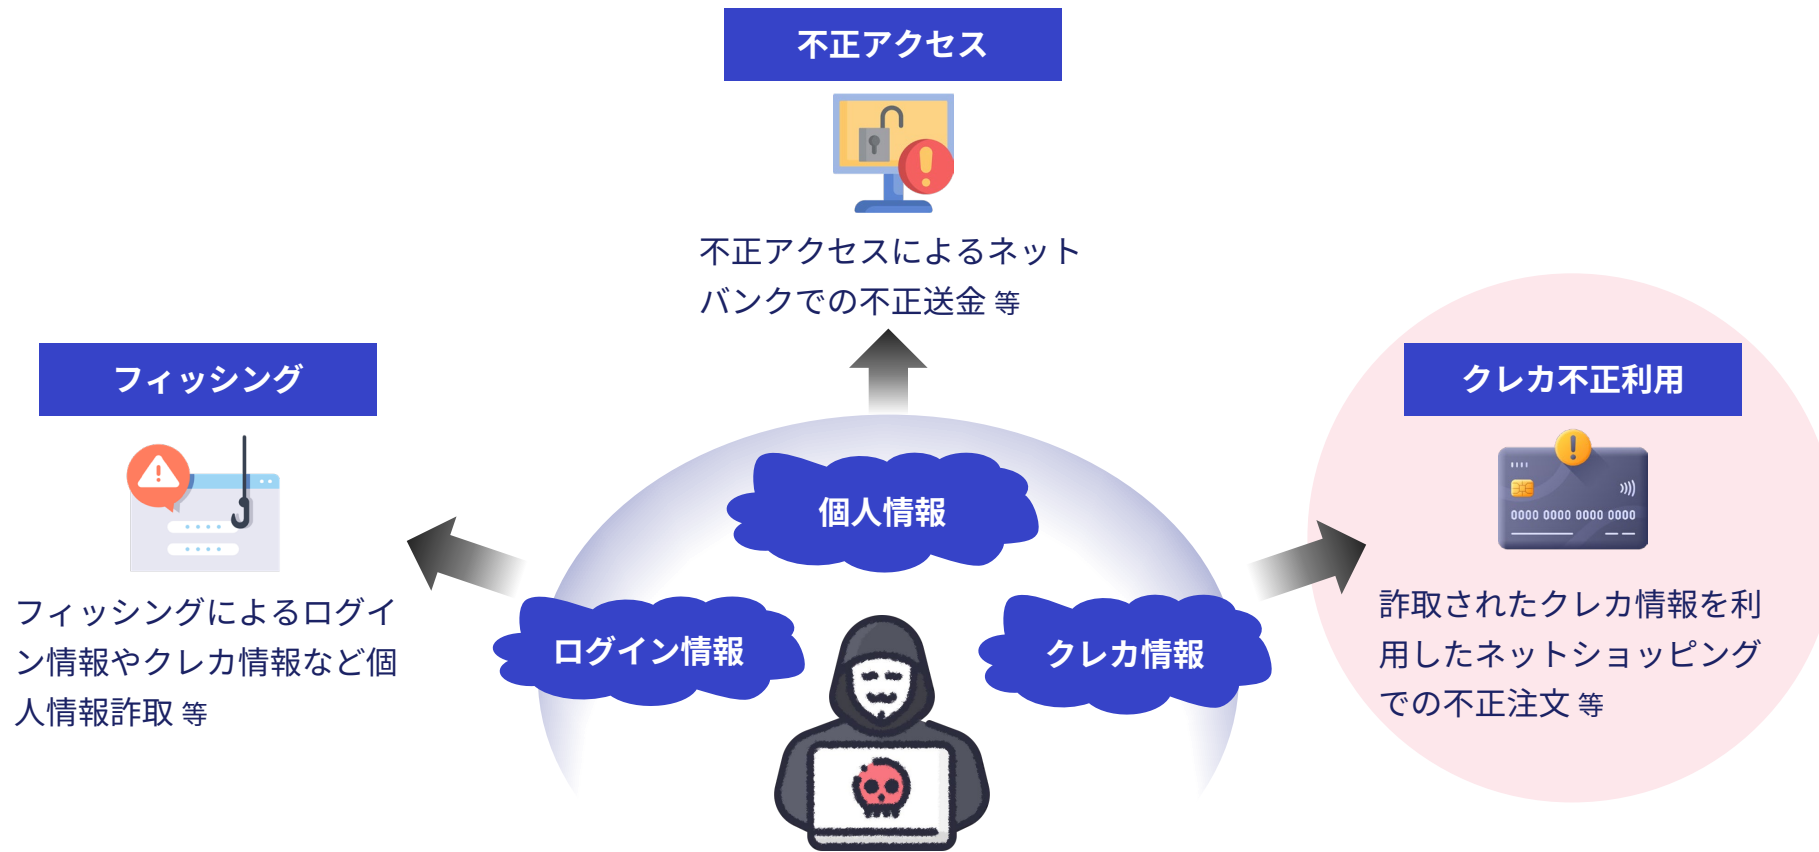 不正アクセス
不正アクセスによるネット
バンクでの不正送金 等
フィッシング
フィッシングによるログイ
ン情報やクレカ情報など個
人情報詐取 等
個人情報
ログイン情報
クレカ情報
クレカ不正利用
0000 0000 0000 0000
詐取されたクレカ情報を利
用したネットショッピング
での不正注文 等